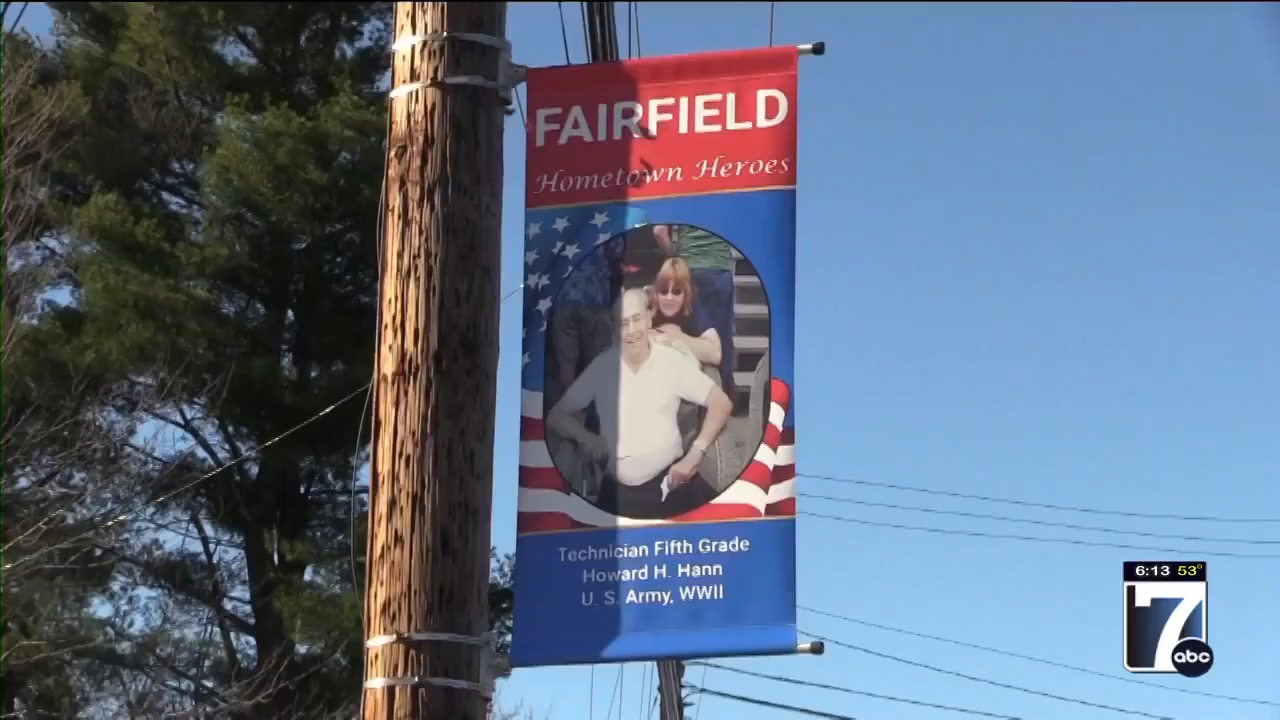 FAIRFIELD
Hometown Heroes
Technician Fifth Grade
Howard H. Hann
U. S. Army, WWII
6:13 53°
7
abc